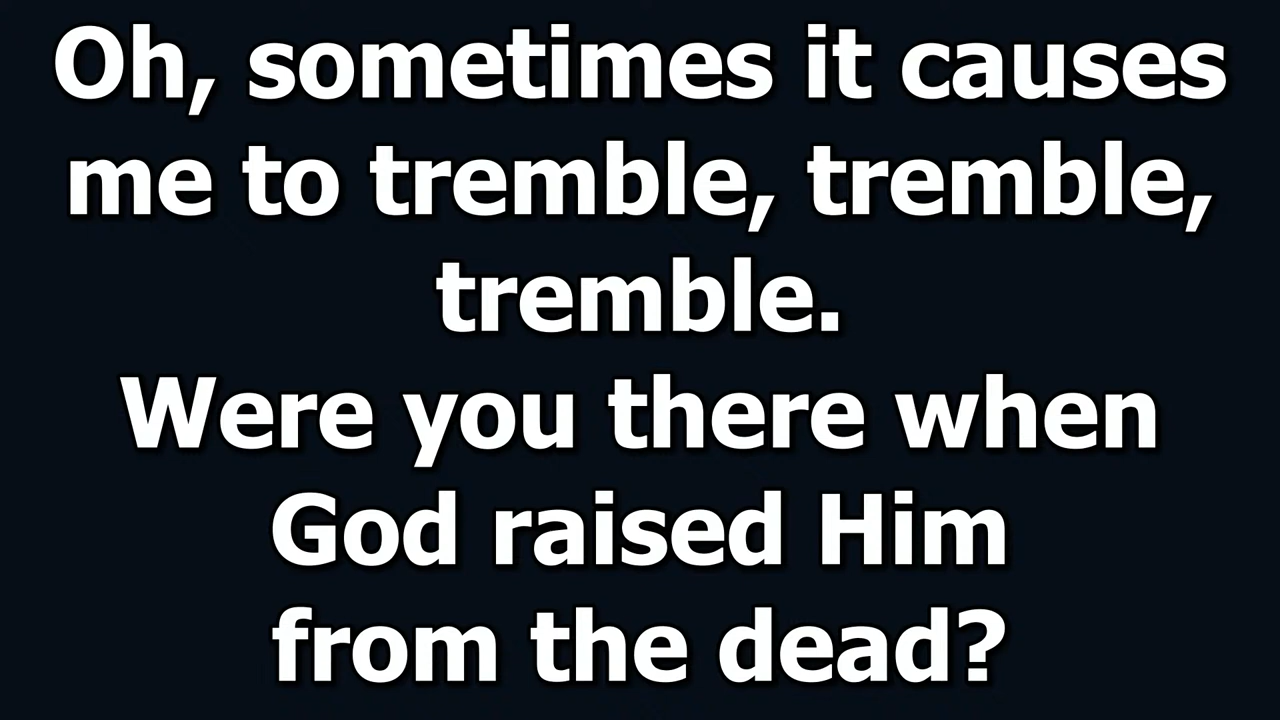 Oh, sometimes it causes
me to tremble, tremble,
tremble.
Were you there when
God raised Him
from the dead?